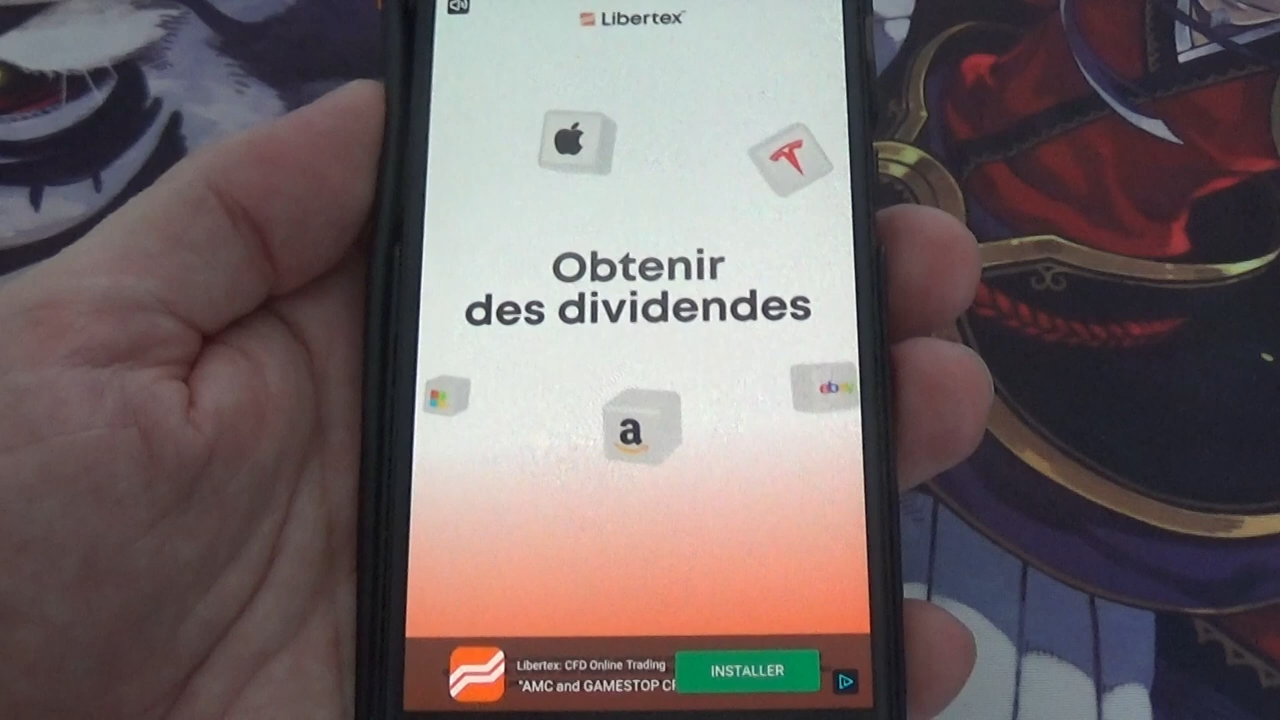 Libertex
Obtenir
des dividendes
a
ebay
Libertex: CFD Online Trading
INSTALLER
"AMC and GAMESTOP